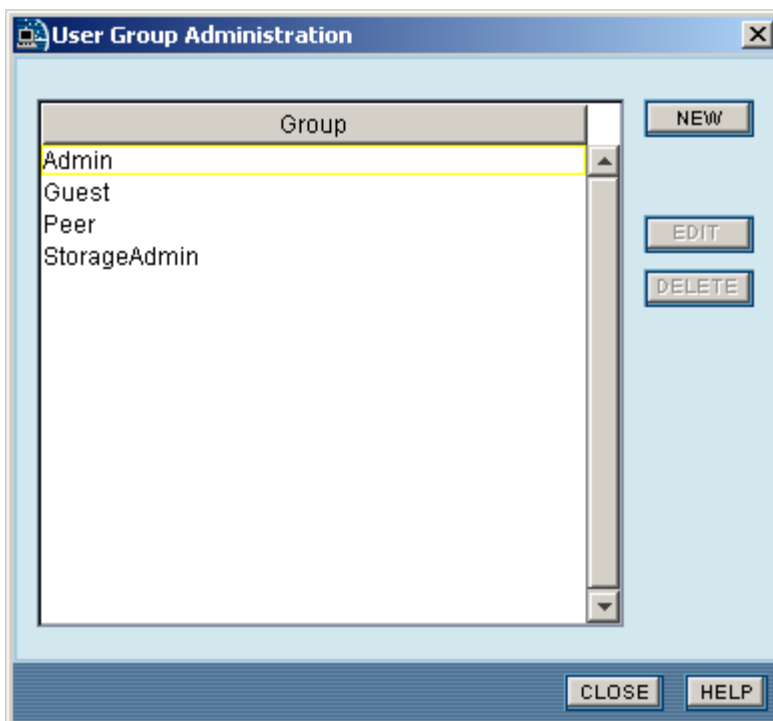 User Group Administration
Group
NEW
Admin
Guest
Peer
EDIT
StorageAdmin
DELETE
CLOSE HELP